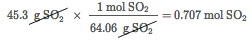 45.3 g SO₂ × 1 mol SO₂ / 64.06 g SO₂ = 0.707 mol SO₂